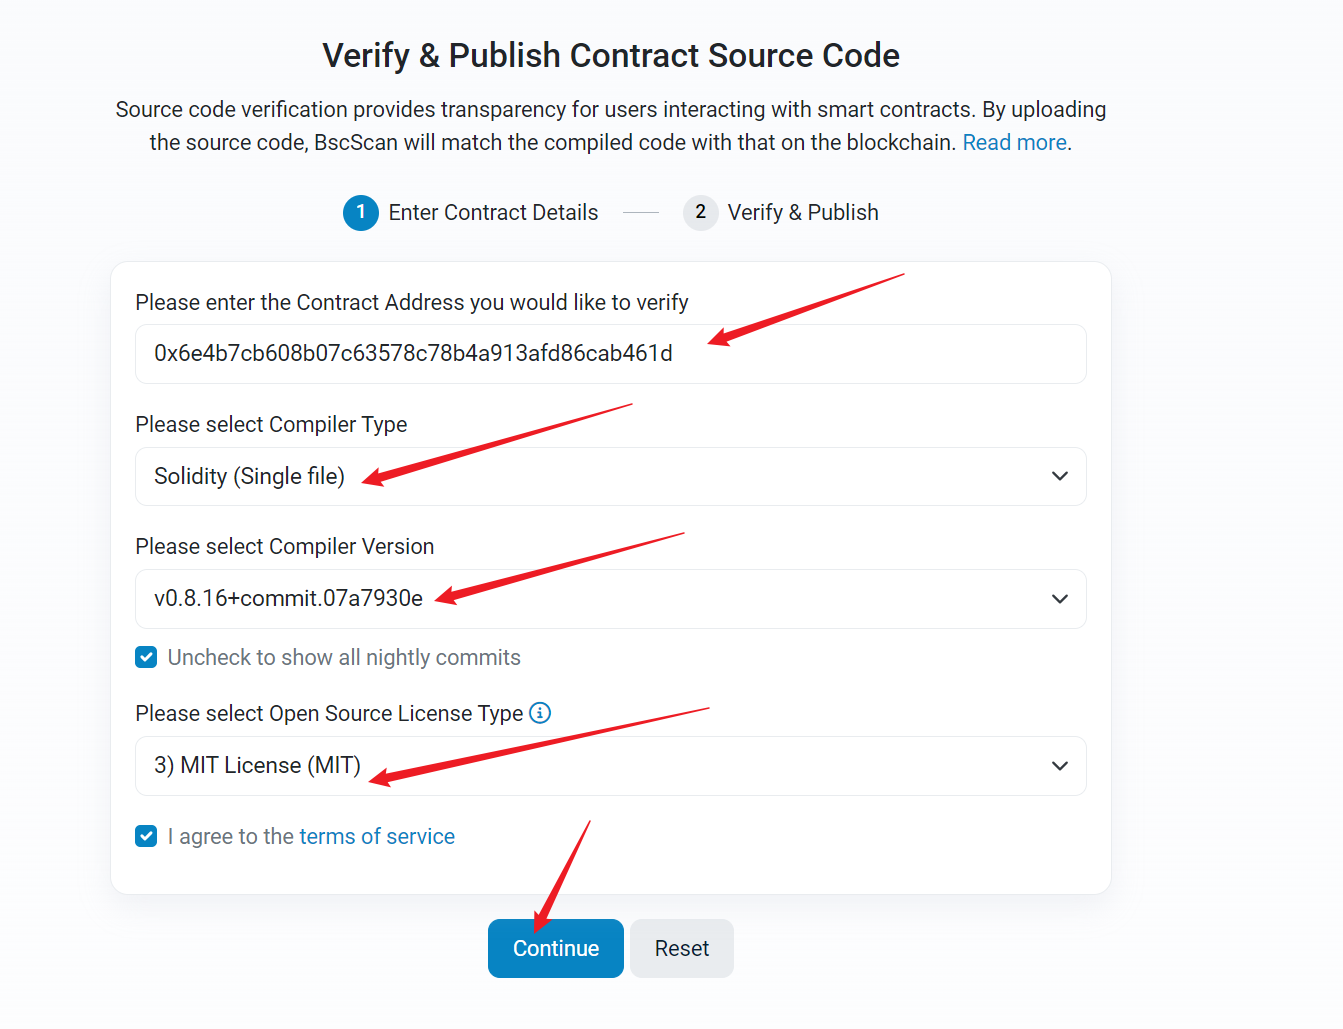 Verify & Publish Contract Source Code
Source code verification provides transparency for users interacting with smart contracts. By uploading
the source code, BscScan will match the compiled code with that on the blockchain. Read more.
1 Enter Contract Details
2 Verify & Publish
Please enter the Contract Address you would like to verify
0x6e4b7cb608b07c63578c78b4a913afd86cab461d
Please select Compiler Type
Solidity (Single file)
Please select Compiler Version
v0.8.16+commit.07a7930e
Uncheck to show all nightly commits
Please select Open Source License Type
3) MIT License (MIT)
I agree to the terms of service
Continue
Reset